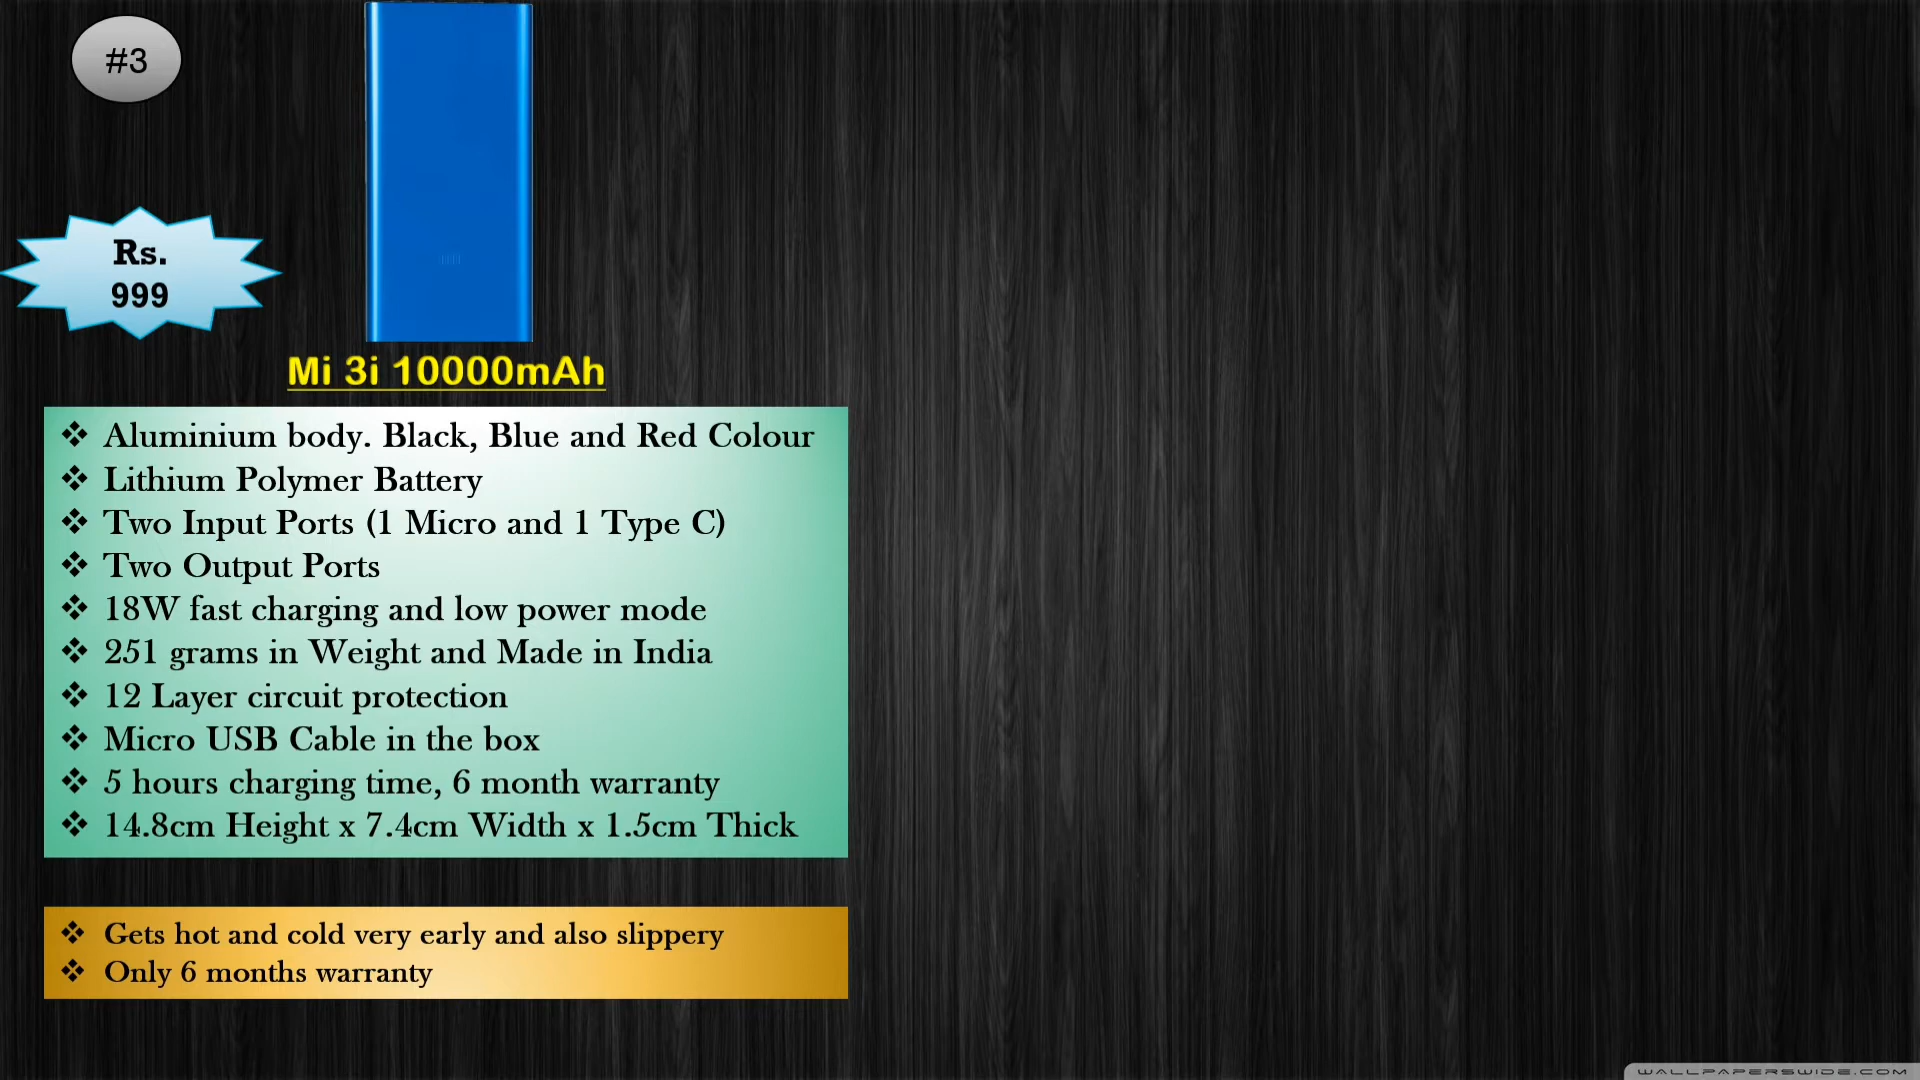 #3
Rs.
999
Mi 3i 10000mAh
Aluminium body. Black, Blue and Red Colour
Lithium Polymer Battery
Two Input Ports (1 Micro and 1 Type C)
Two Output Ports
18W fast charging and low power mode
251 grams in Weight and Made in India
12 Layer circuit protection
Micro USB Cable in the box
5 hours charging time, 6 month warranty
14.8cm Height x 7.4cm Width x 1.5cm Thick
Gets hot and cold very early and also slippery
Only 6 months warranty
WALLPAPERSWIDE.COM